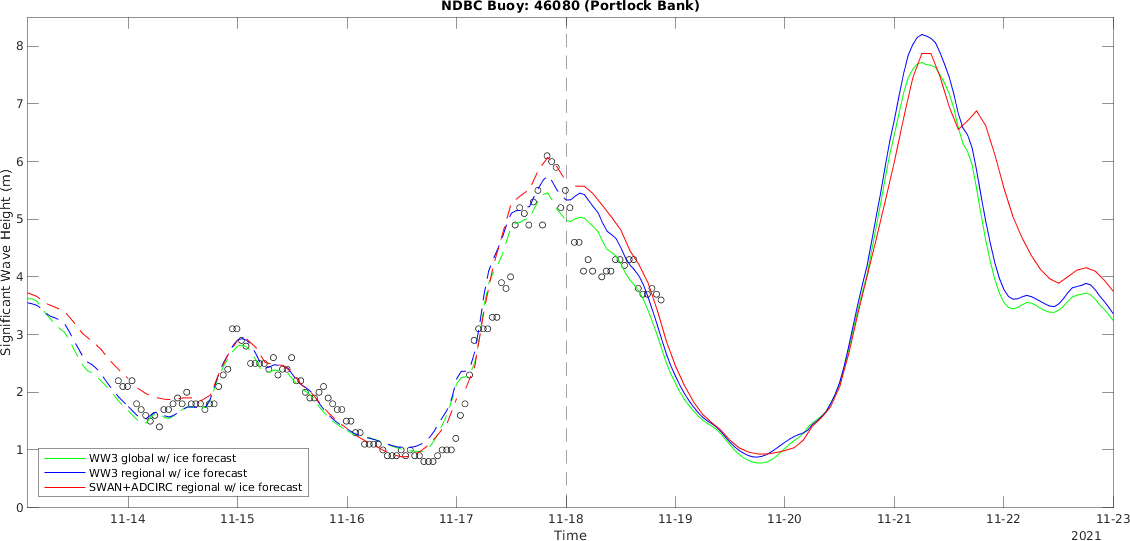 NDBC Buoy: 46080 (Portlock Bank)
Significant Wave Height (m)
8
7
6
5
4
3
2
1
0
WW3 global w/ ice forecast
WW3 regional w/ ice forecast
SWAN+ADCIRC regional w/ ice forecast
11-14 11-15 11-16 11-17 11-18 11-19 11-20 11-21 11-22 11-23
Time
2021